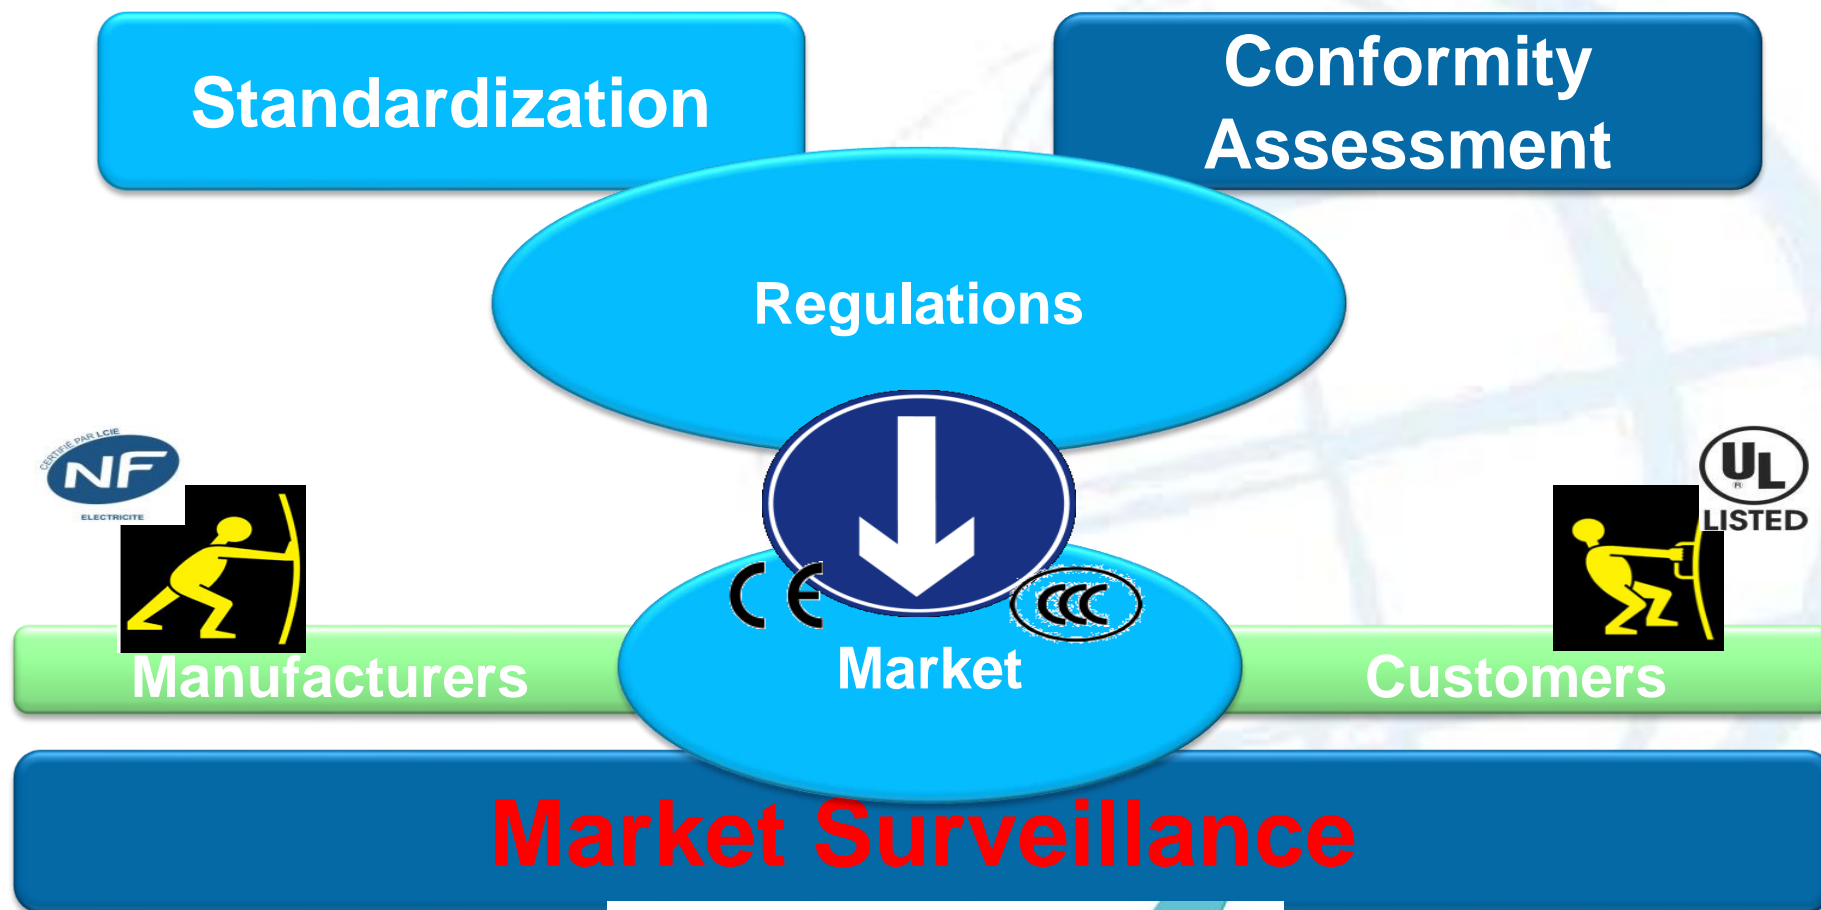 Standardization
Conformity
Assessment
Regulations
CERTIFIÉ PAR LCIE
NF
ELECTRICITE
UL
®
LISTED
CE
CCC
Manufacturers
Market
Customers
Market Surveillance